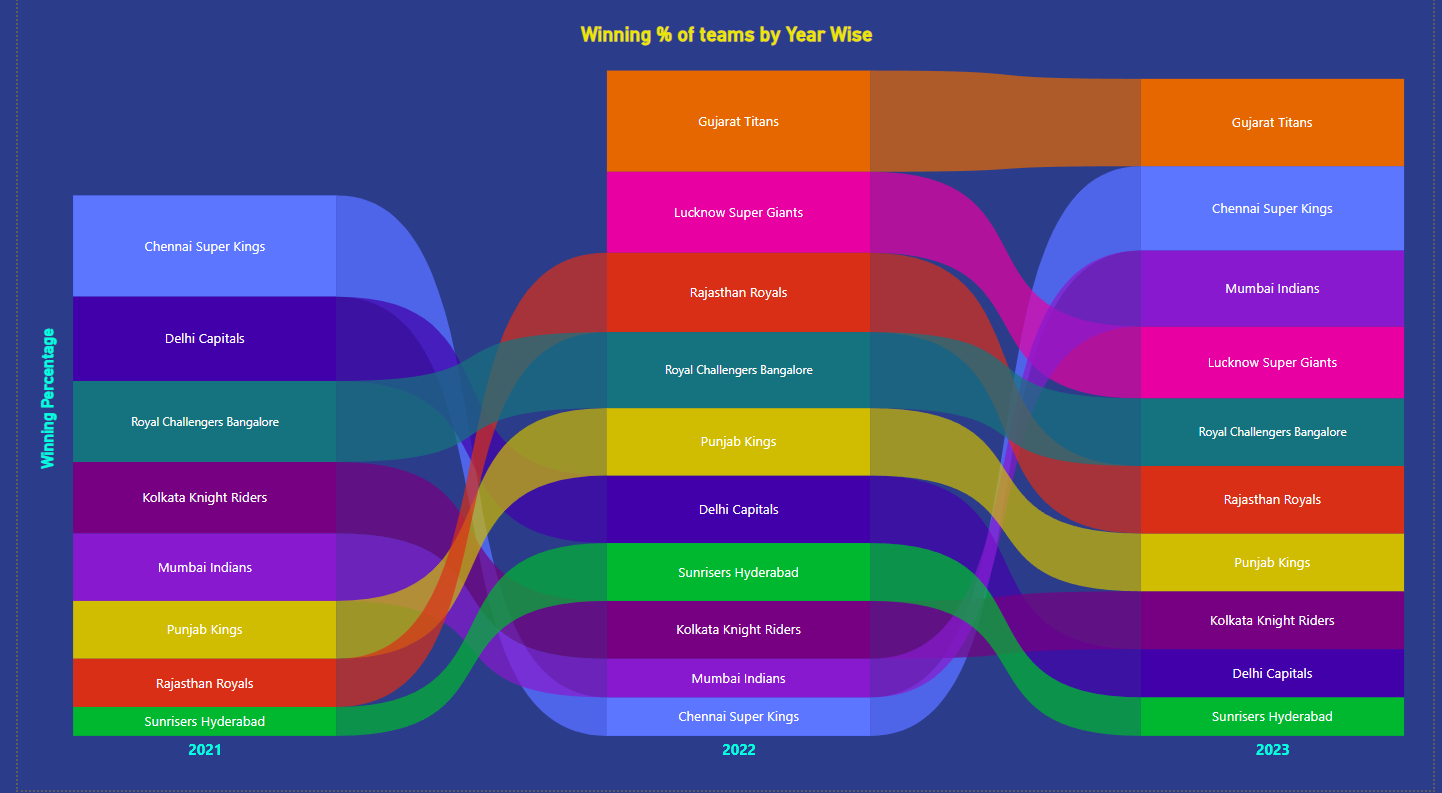 Winning % of teams by Year Wise
Winning Percentage
Chennai Super Kings
Delhi Capitals
Royal Challengers Bangalore
Kolkata Knight Riders
Mumbai Indians
Punjab Kings
Rajasthan Royals
Sunrisers Hyderabad
2021
Gujarat Titans
Lucknow Super Giants
Rajasthan Royals
Royal Challengers Bangalore
Punjab Kings
Delhi Capitals
Sunrisers Hyderabad
Kolkata Knight Riders
Mumbai Indians
Chennai Super Kings
2022
Gujarat Titans
Chennai Super Kings
Mumbai Indians
Lucknow Super Giants
Royal Challengers Bangalore
Rajasthan Royals
Punjab Kings
Kolkata Knight Riders
Delhi Capitals
Sunrisers Hyderabad
2023